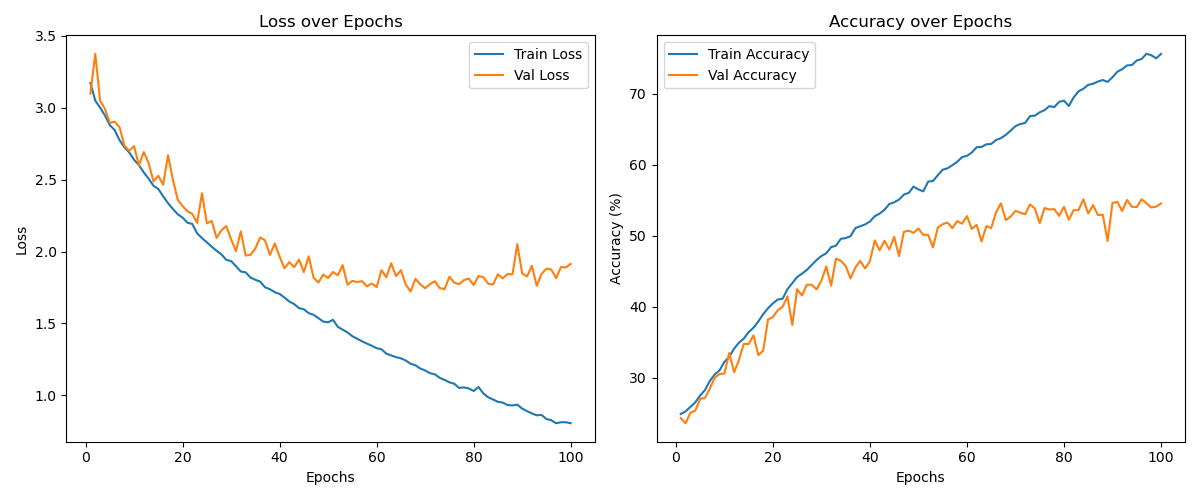 Loss over Epochs
3.5
3.0
2.5
2.0
1.5
1.0
Loss
0 20 40 60 80 100
Epochs
Train Loss
Val Loss
Accuracy over Epochs
70
60
50
40
30
Accuracy (%)
0 20 40 60 80 100
Epochs
Train Accuracy
Val Accuracy